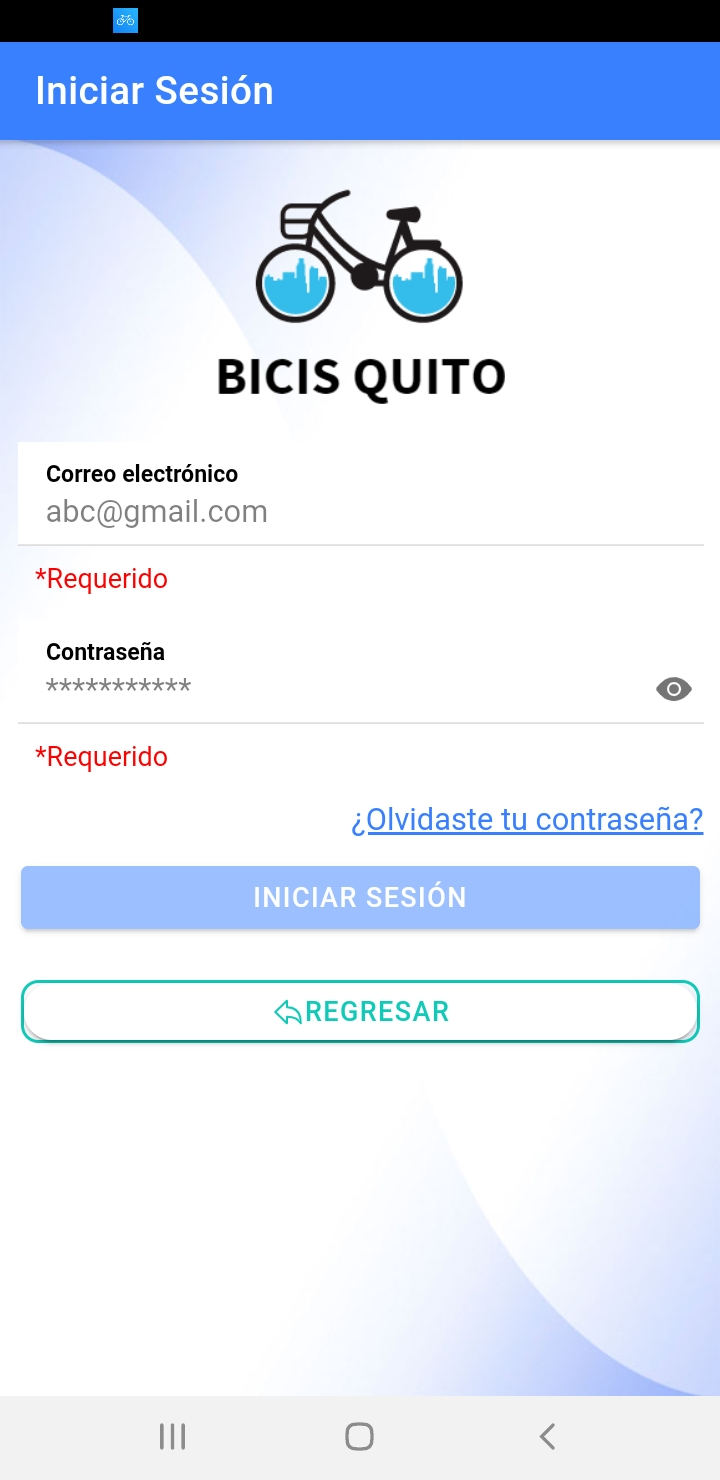 Iniciar Sesión
BICIS QUITO
Correo electrónico
abc@gmail.com
*Requerido
Contraseña
***********
*Requerido
¿Olvidaste tu contraseña?
INICIAR SESIÓN
REGRESAR